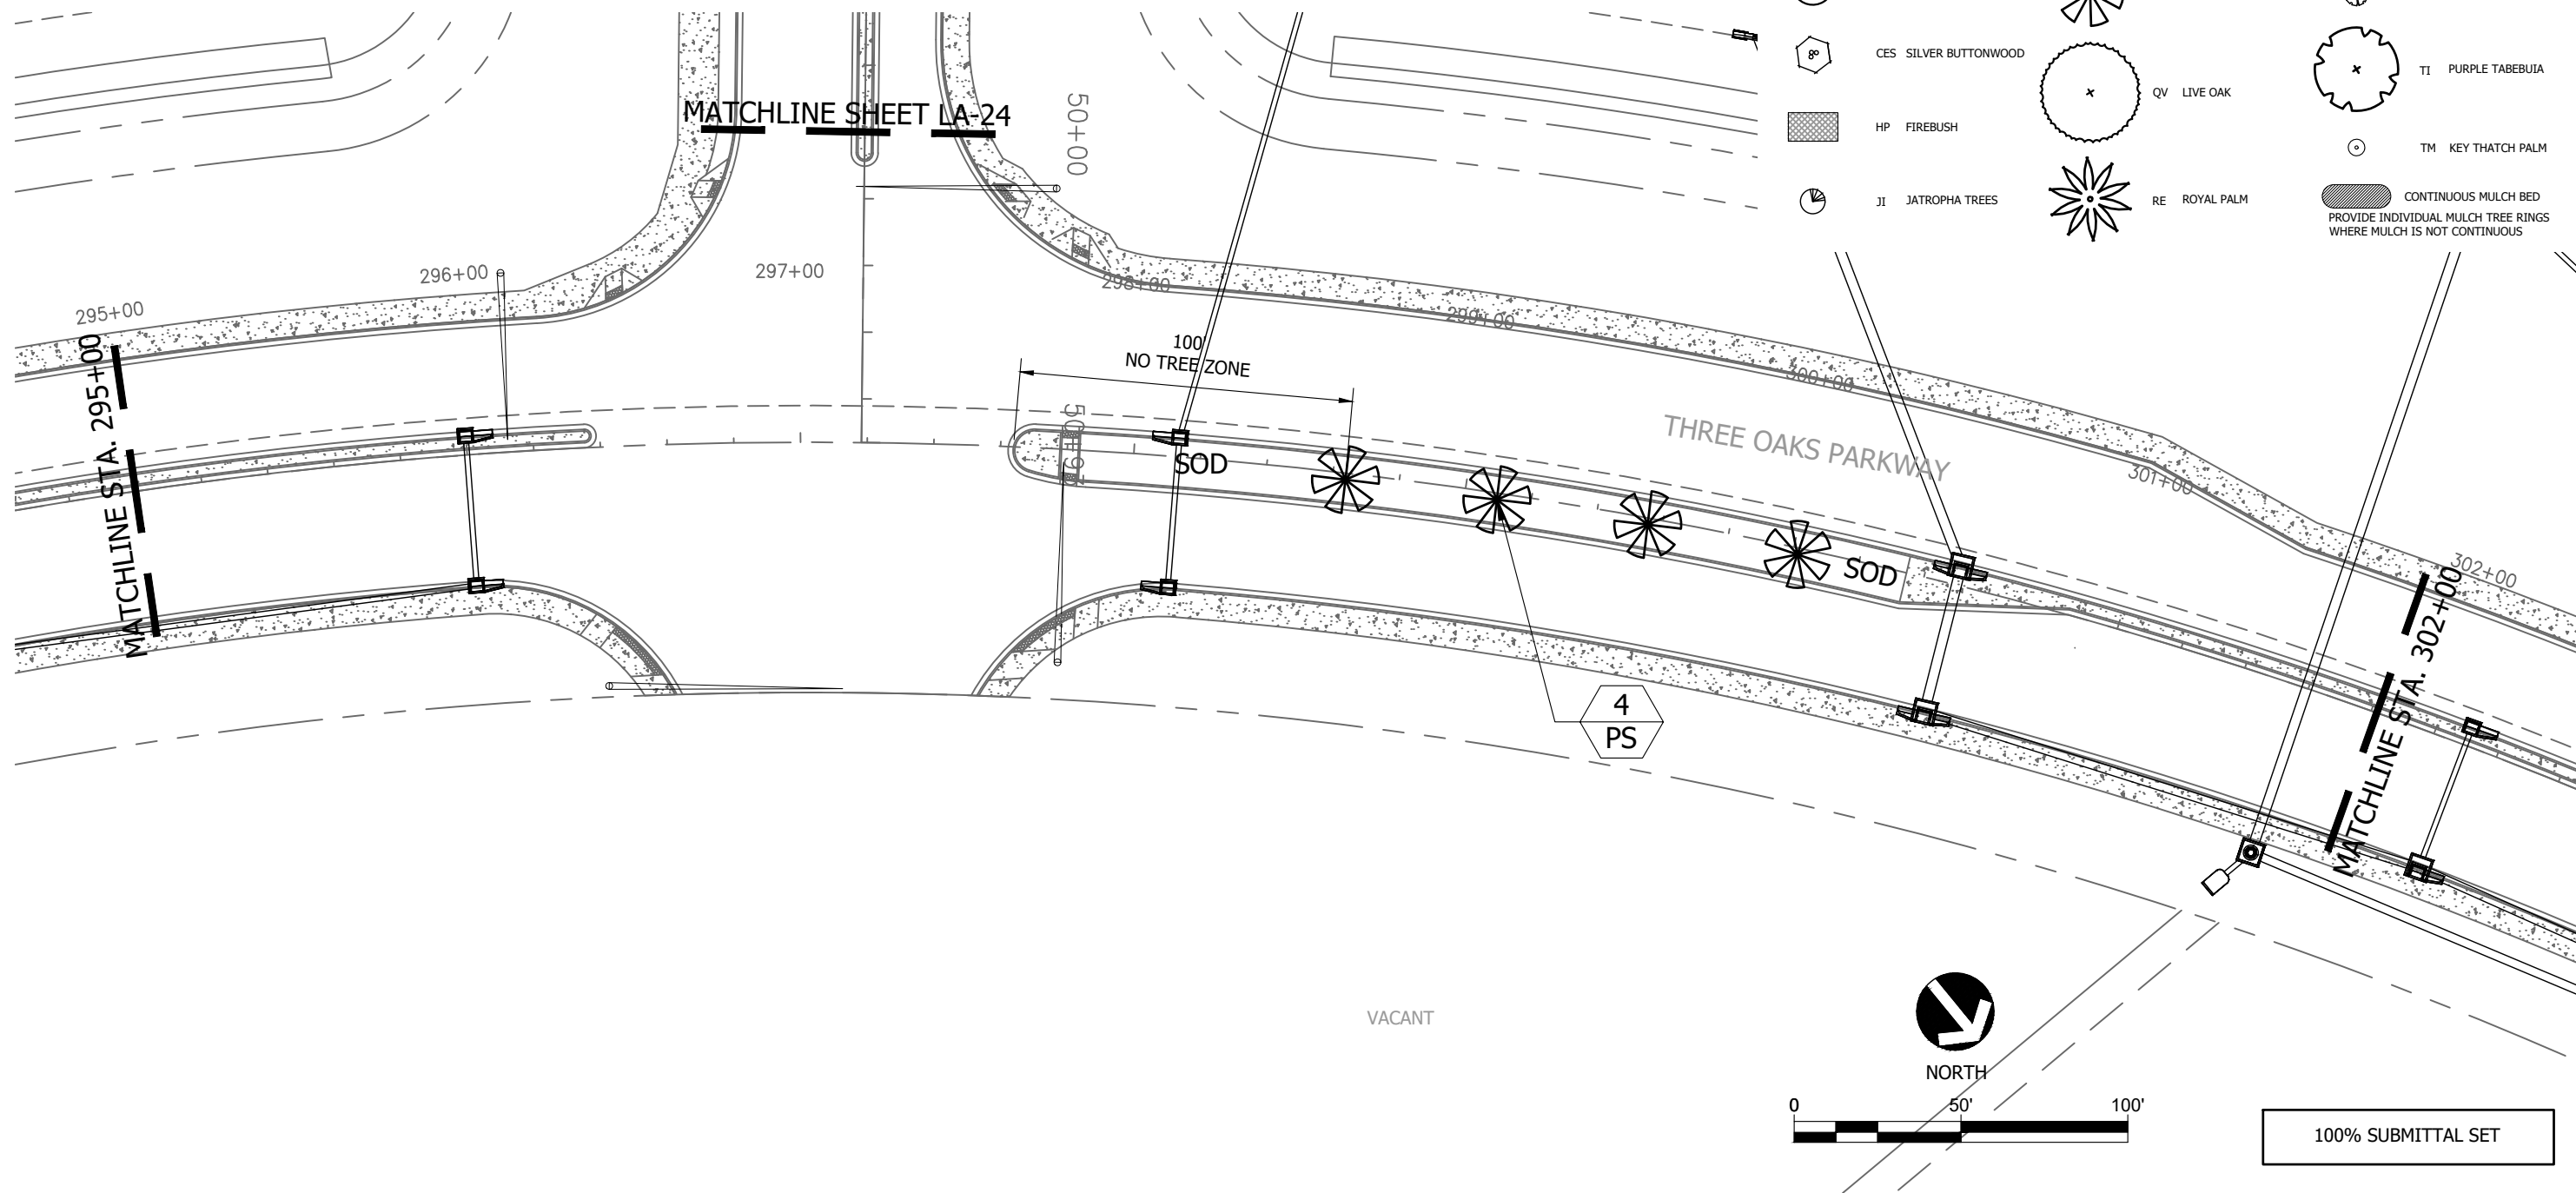 CES SILVER BUTTONWOOD
HP FIREBUSH
JI JATROPHA TREES
QV LIVE OAK
RE ROYAL PALM
TI PURPLE TABEBUIA
TM KEY THATCH PALM
CONTINUOUS MULCH BED
PROVIDE INDIVIDUAL MULCH TREE RINGS
WHERE MULCH IS NOT CONTINUOUS
MATCHLINE SHEET LA-24
50+00
295+00
296+00
297+00
298+00
299+00
300+00
301+00
302+00
MATCHLINE STA. 295+00
100'
NO TREE ZONE
THREE OAKS PARKWAY
SOD
SOD
4
PS
MATCHLINE STA. 302+00
VACANT
NORTH
0 50' 100'
100% SUBMITTAL SET